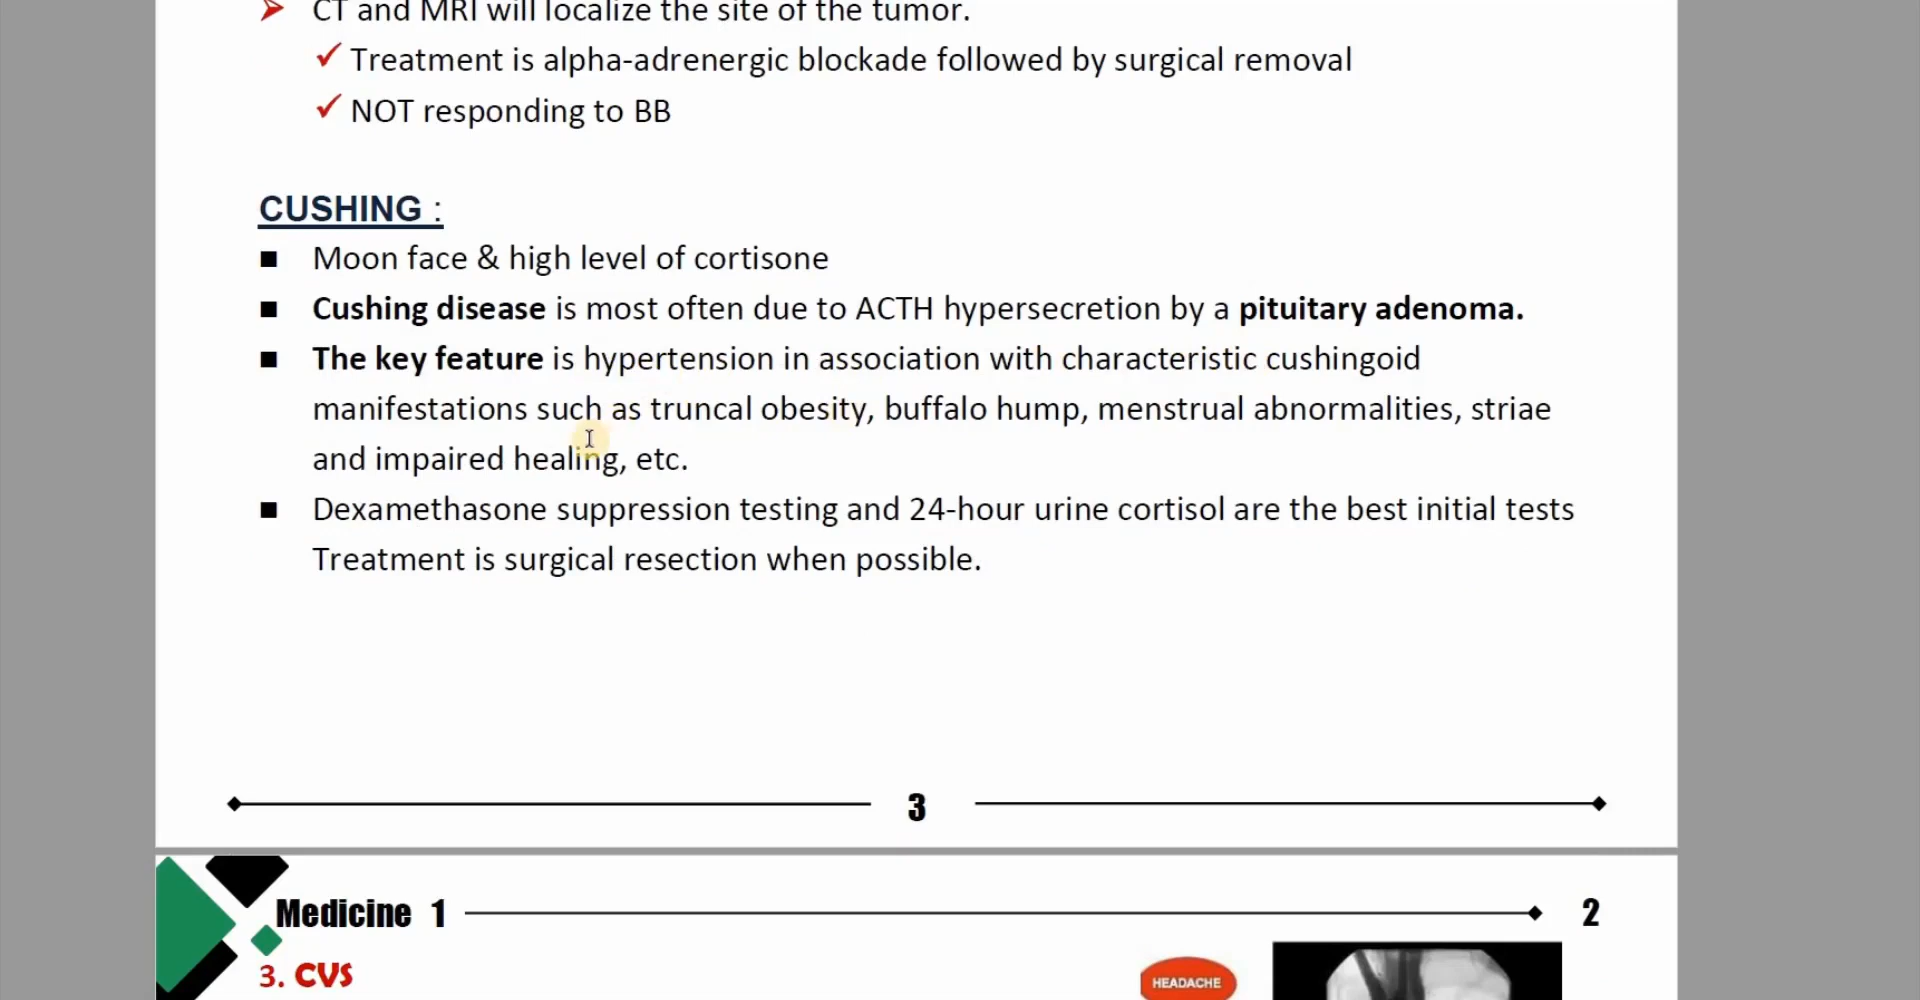 CT and MRI will localize the site of the tumor.
Treatment is alpha-adrenergic blockade followed by surgical removal
NOT responding to BB
CUSHING :
Moon face & high level of cortisone
Cushing disease is most often due to ACTH hypersecretion by a pituitary adenoma.
The key feature is hypertension in association with characteristic cushingoid
manifestations such as truncal obesity, buffalo hump, menstrual abnormalities, striae
and impaired healing, etc.
Dexamethasone suppression testing and 24-hour urine cortisol are the best initial tests
Treatment is surgical resection when possible.
3
Medicine 1
2
3. CVS
HEADACHE